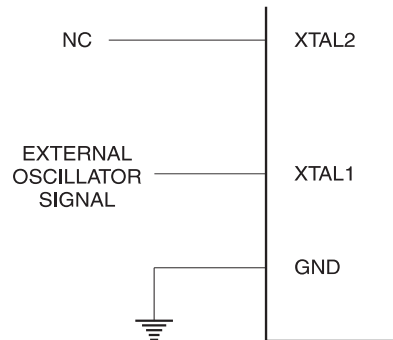 NC XTAL2
EXTERNAL
OSCILLATOR
SIGNAL
XTAL1
GND